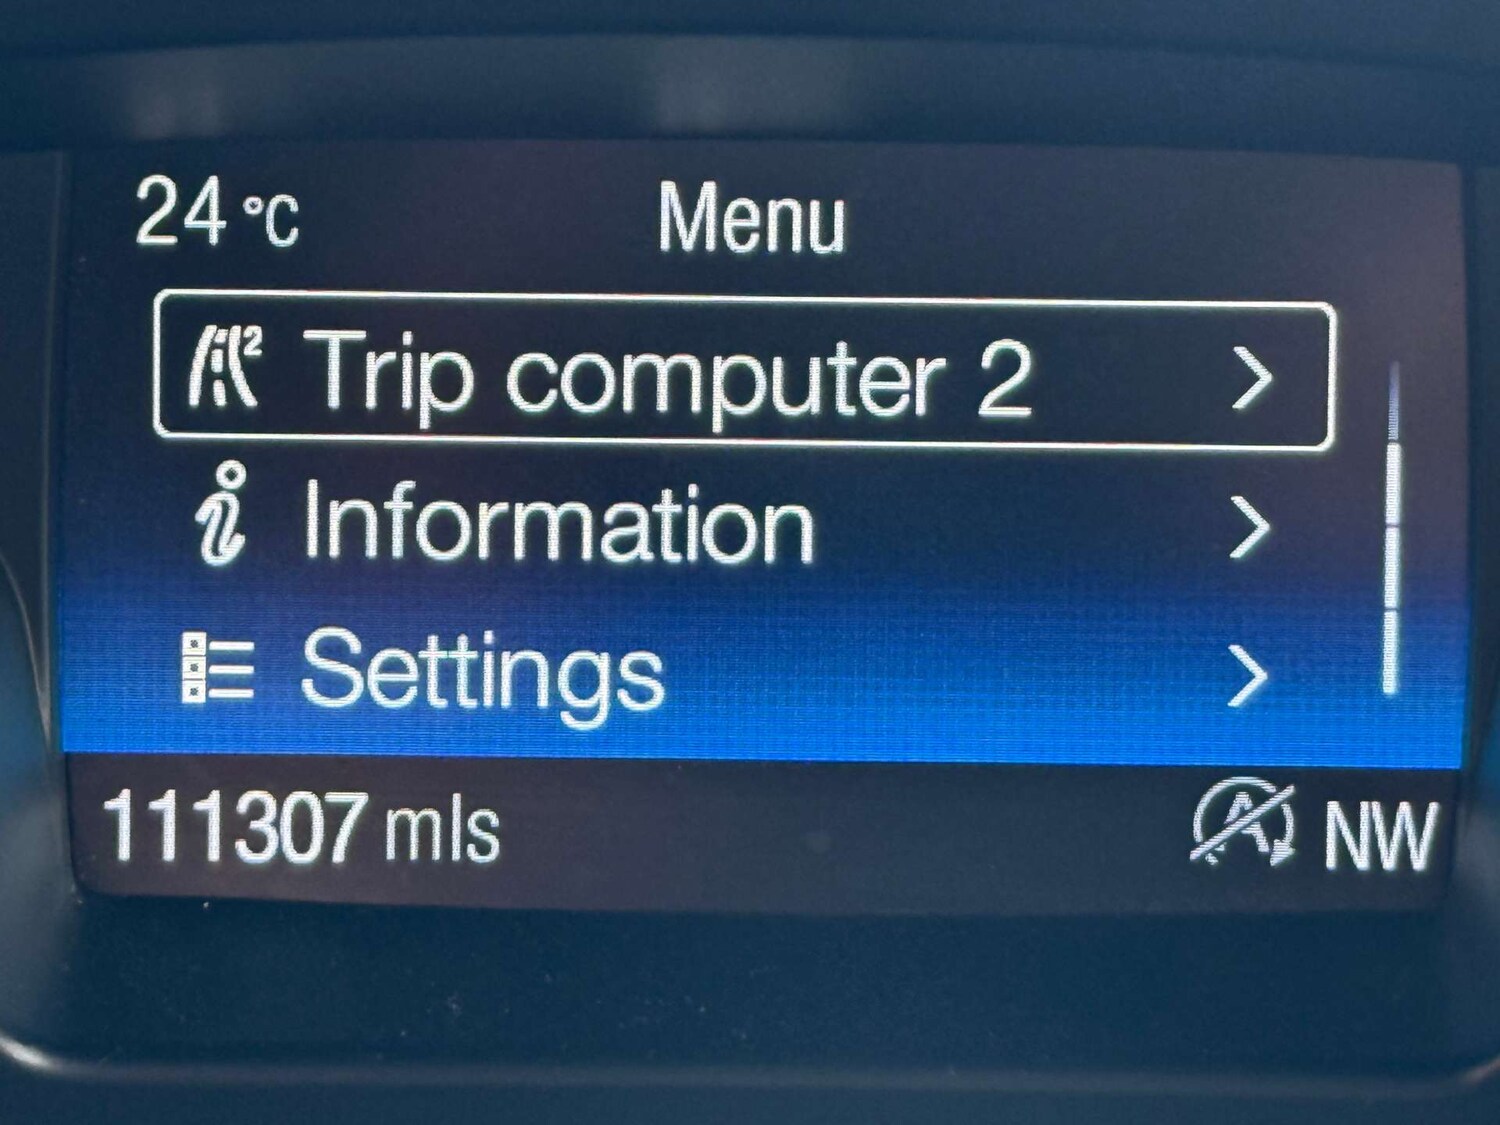 24 °C Menu
Trip computer 2
Information
Settings
111307 mls NW